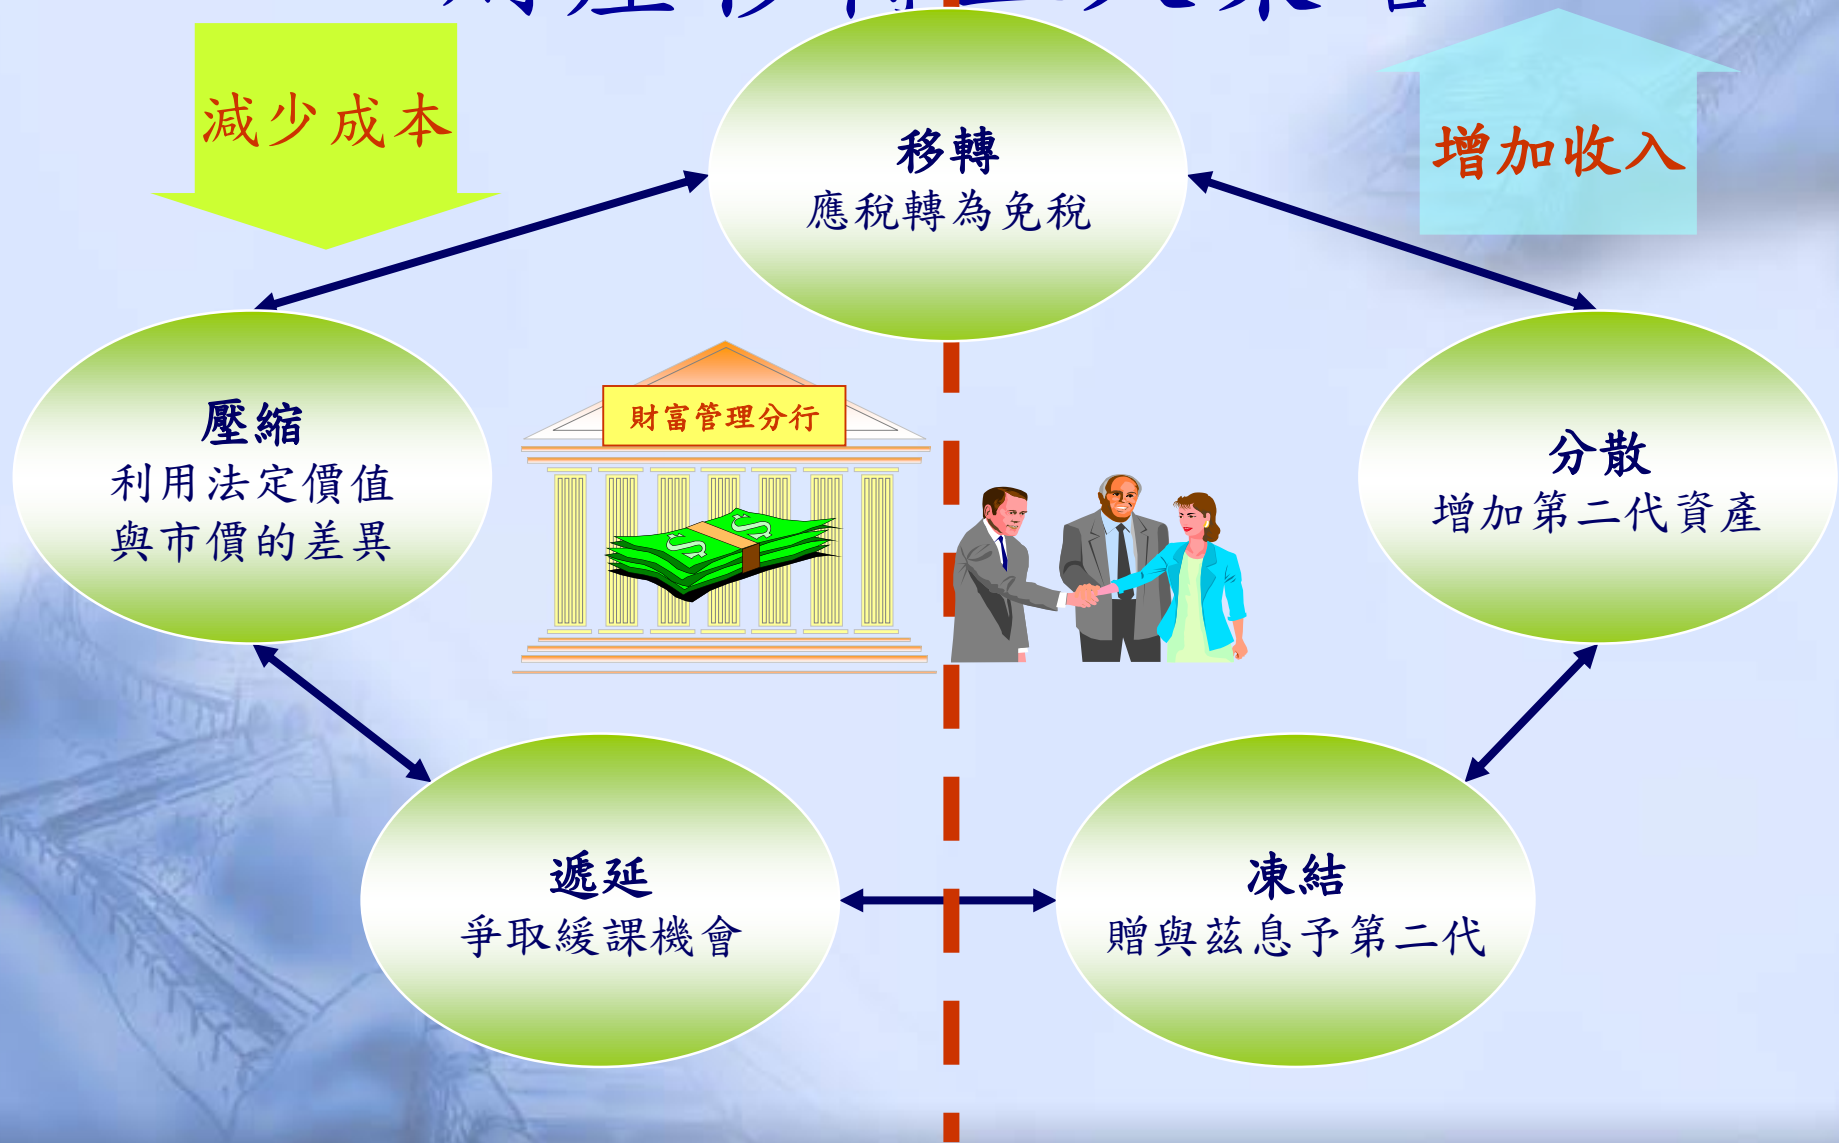 減少成本
增加收入
移轉
應稅轉為免稅
壓縮
利用法定價值
與市價的差異
財富管理分行
分散
增加第二代資產
遞延
爭取緩課機會
凍結
贈與茲息予第二代